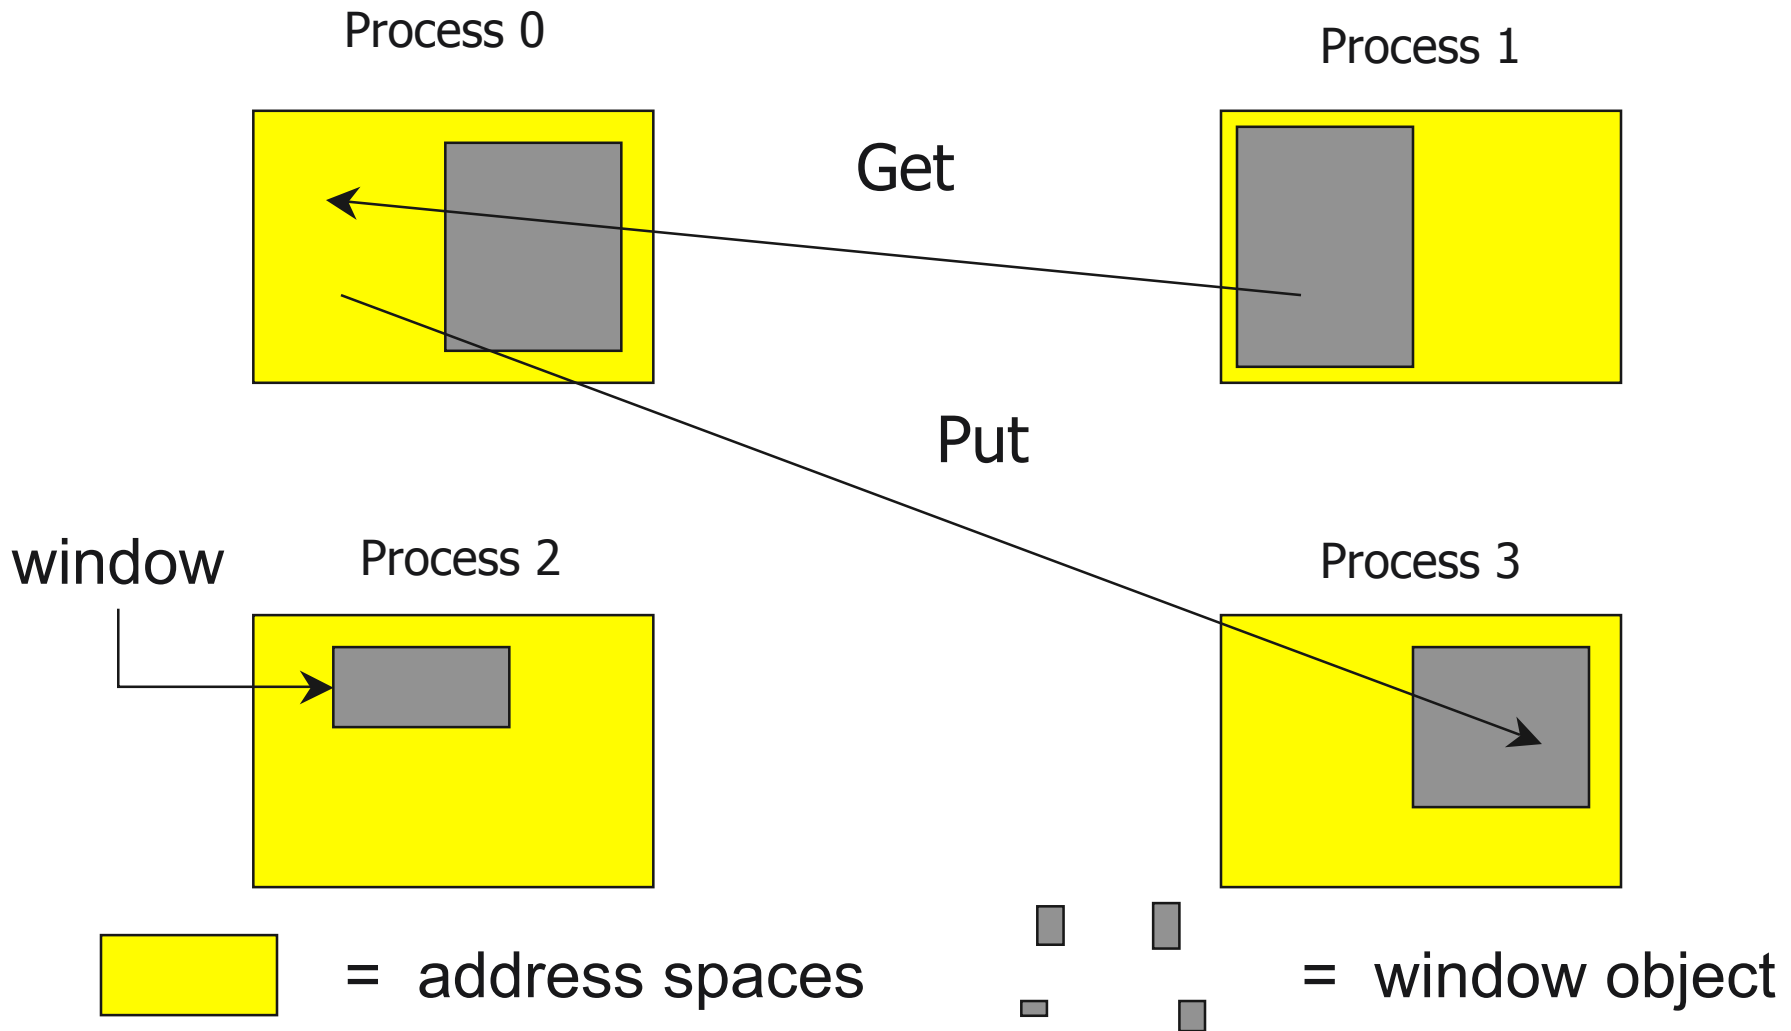 Process 0
Process 1
Get
Put
window
Process 2
Process 3
= address spaces
= window object